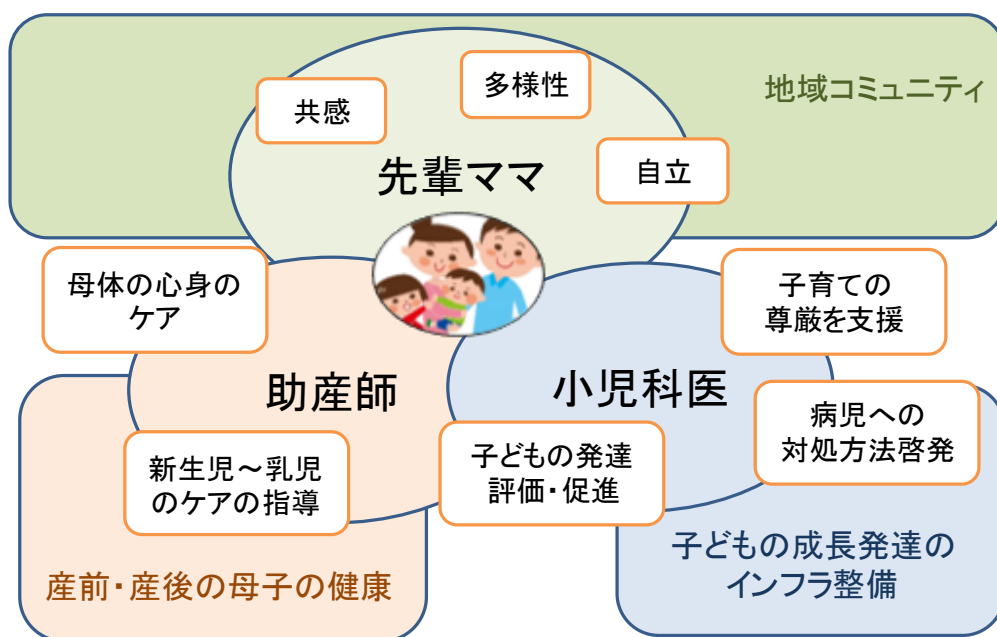 地域コミュニティ
共感
多様性
自立
先輩ママ
母体の心身の
ケア
子育ての
尊厳を支援
助産師
小児科医
新生児～乳児
のケアの指導
子どもの発達
評価・促進
病児への
対処方法啓発
産前・産後の母子の健康
子どもの成長発達の
インフラ整備